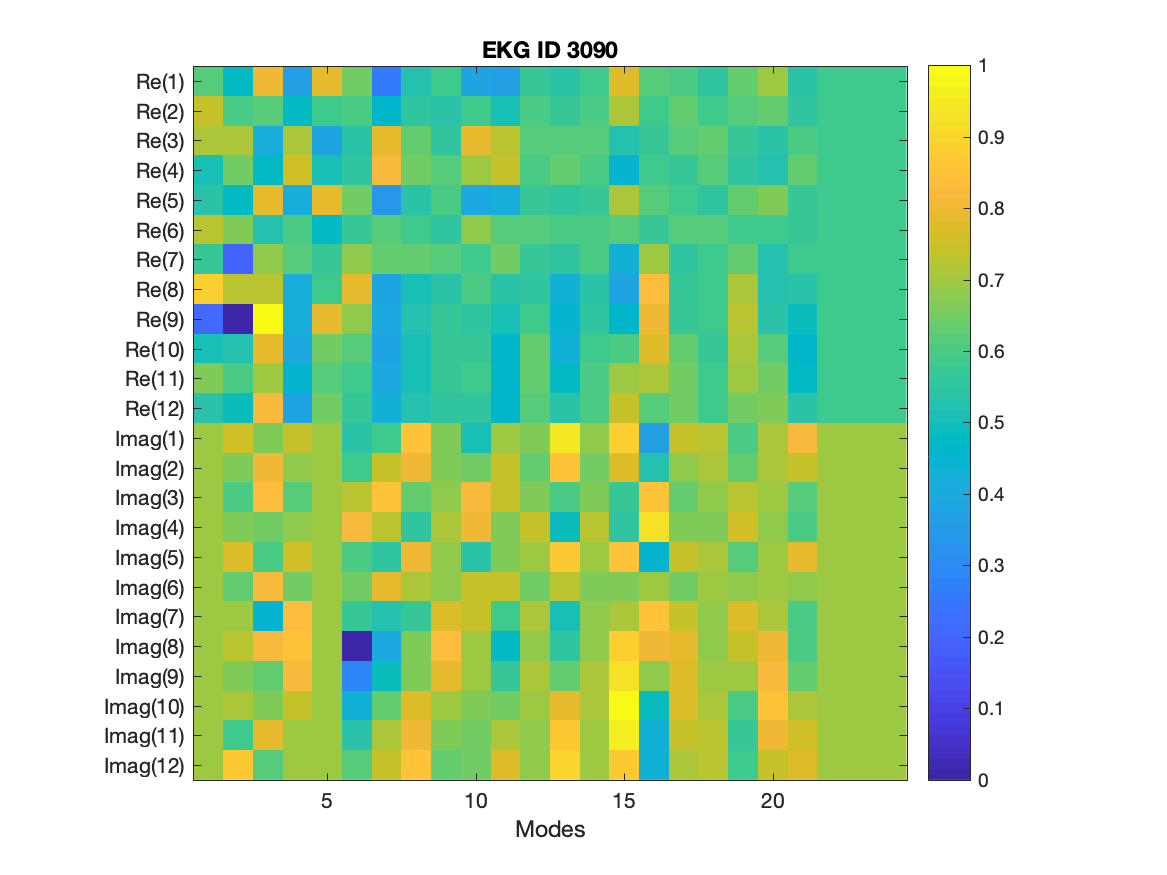 EKG ID 3090
Re(1)
Re(2)
Re(3)
Re(4)
Re(5)
Re(6)
Re(7)
Re(8)
Re(9)
Re(10)
Re(11)
Re(12)
Imag(1)
Imag(2)
Imag(3)
Imag(4)
Imag(5)
Imag(6)
Imag(7)
Imag(8)
Imag(9)
Imag(10)
Imag(11)
Imag(12)
5 10 15 20
Modes
1
0.9
0.8
0.7
0.6
0.5
0.4
0.3
0.2
0.1
0